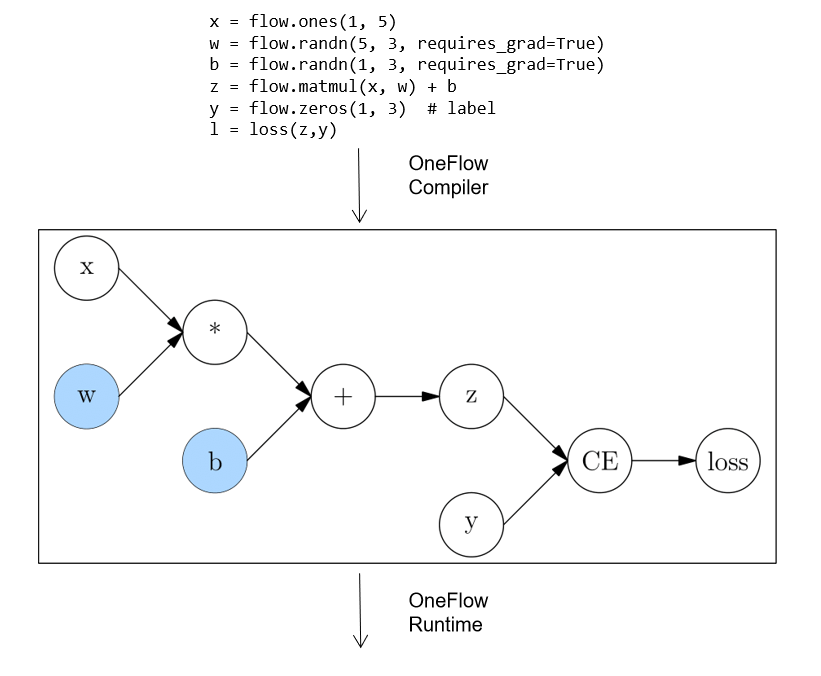 x = flow.ones(1, 5)
w = flow.randn(5, 3, requires_grad=True)
b = flow.randn(1, 3, requires_grad=True)
z = flow.matmul(x, w) + b
y = flow.zeros(1, 3)  # label
l = loss(z,y)
OneFlow
Compiler
x
*
w
+
z
b
CE
loss
y
OneFlow
Runtime